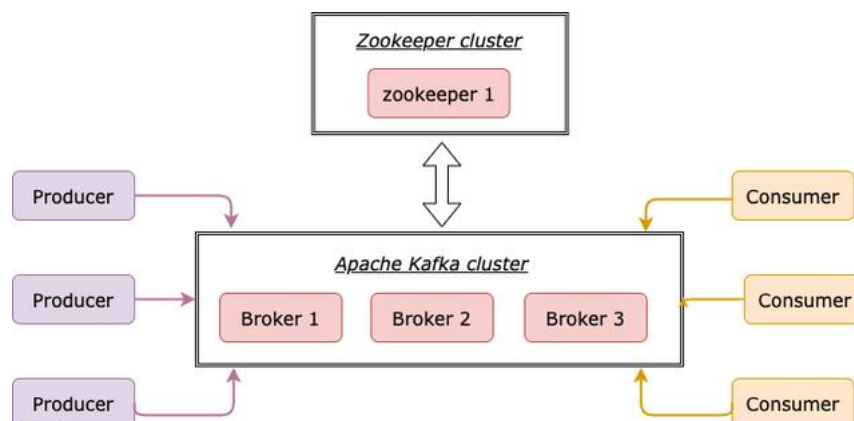 Zookeeper cluster
zookeeper 1
Producer
Consumer
Apache Kafka cluster
Producer
Broker 1
Broker 2
Broker 3
Consumer
Producer
Consumer